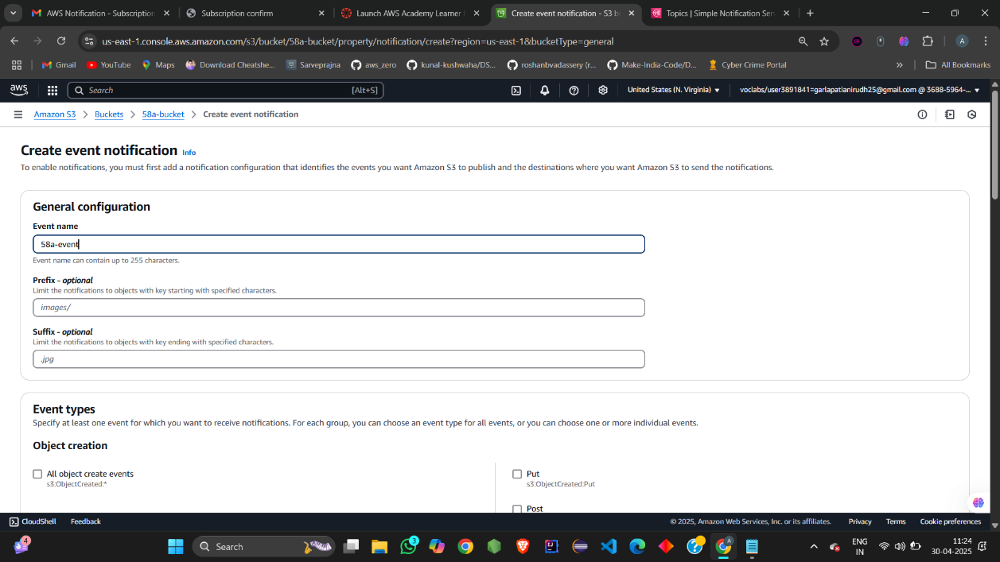 AWS Notification - Subscription
Subscription confirm
Launch AWS Academy Learner
Create event notification - S3 b
Topics | Simple Notification Ser
us-east-1.console.aws.amazon.com/s3/bucket/58a-bucket/property/notification/create?region=us-east-1&bucketType=general
A
Gmail
YouTube
Maps
Download Cheatshe...
Sarveprajna
aws_zero
kunal-kushwaha/DS...
roshanbvadassery (r...
Make-India-Code/D...
Cyber Crime Portal
»
All Bookmarks
aws
Search
[Alt+S]
United States (N. Virginia)
voclabs/user3891841=garlapatianirudh25@gmail.com @ 3688-5964-...
Amazon S3
Buckets
58a-bucket
Create event notification
Create event notification Info
To enable notifications, you must first add a notification configuration that identifies the events you want Amazon S3 to publish and the destinations where you want Amazon S3 to send the notifications.
General configuration
Event name
58a-event
Event name can contain up to 255 characters.
Prefix - optional
Limit the notifications to objects with key starting with specified characters.
images/
Suffix - optional
Limit the notifications to objects with key ending with specified characters.
.jpg
Event types
Specify at least one event for which you want to receive notifications. For each group, you can choose an event type for all events, or you can choose one or more individual events.
Object creation
All object create events
s3:ObjectCreated:*
Put
s3:ObjectCreated:Put
Post
CloudShell
Feedback
© 2025, Amazon Web Services, Inc. or its affiliates.
Privacy
Terms
Cookie preferences
4
Search
3
A
ENG
IN
11:24
30-04-2025